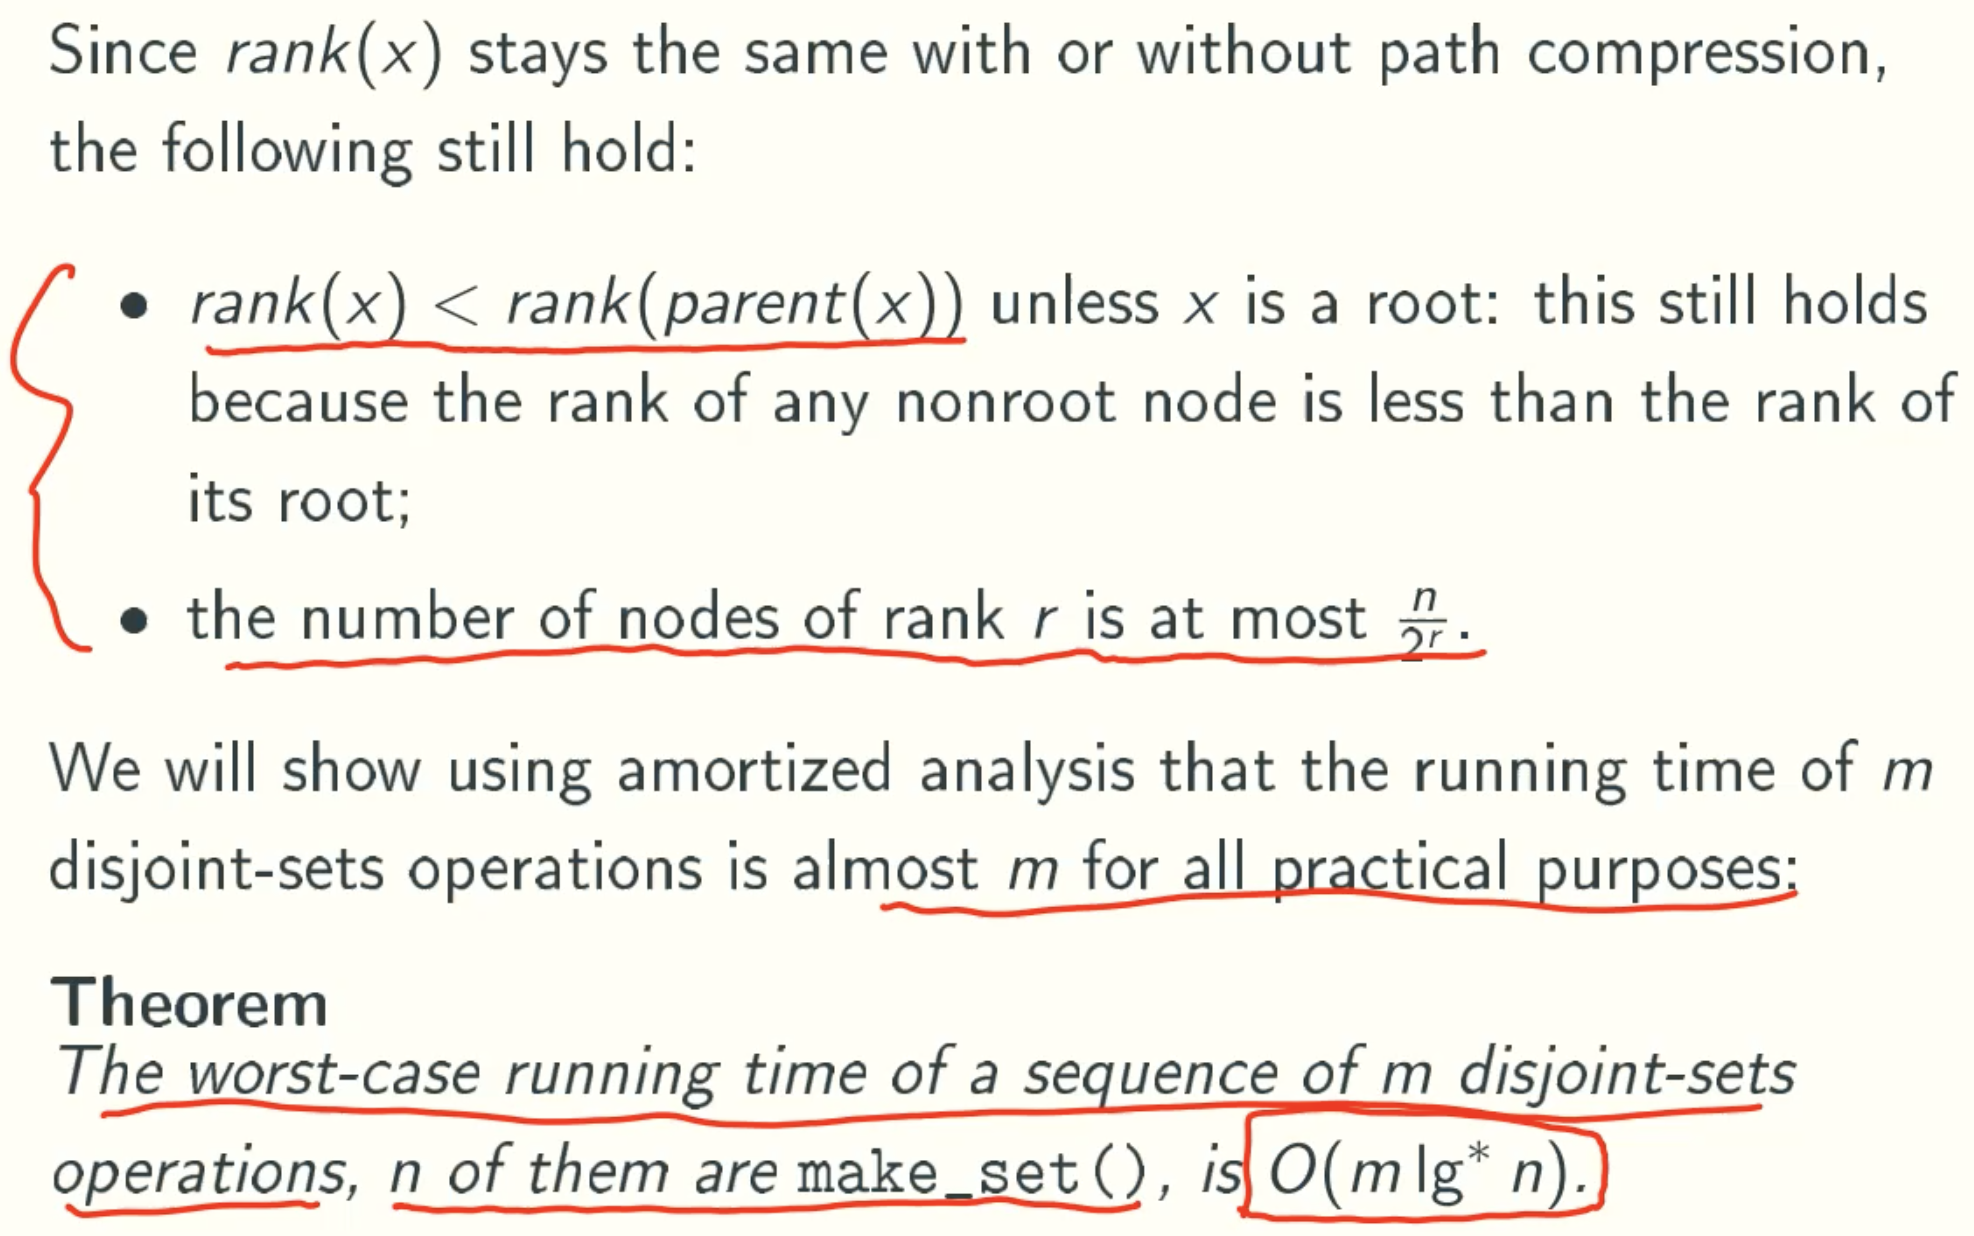 Since rank(x) stays the same with or without path compression,
the following still hold:
• rank(x) < rank(parent(x)) unless x is a root: this still holds
because the rank of any nonroot node is less than the rank of
its root;
• the number of nodes of rank r is at most n/2^r.
We will show using amortized analysis that the running time of m
disjoint-sets operations is almost m for all practical purposes:
Theorem
The worst-case running time of a sequence of m disjoint-sets
operations, n of them are make_set(), is O(m lg* n).